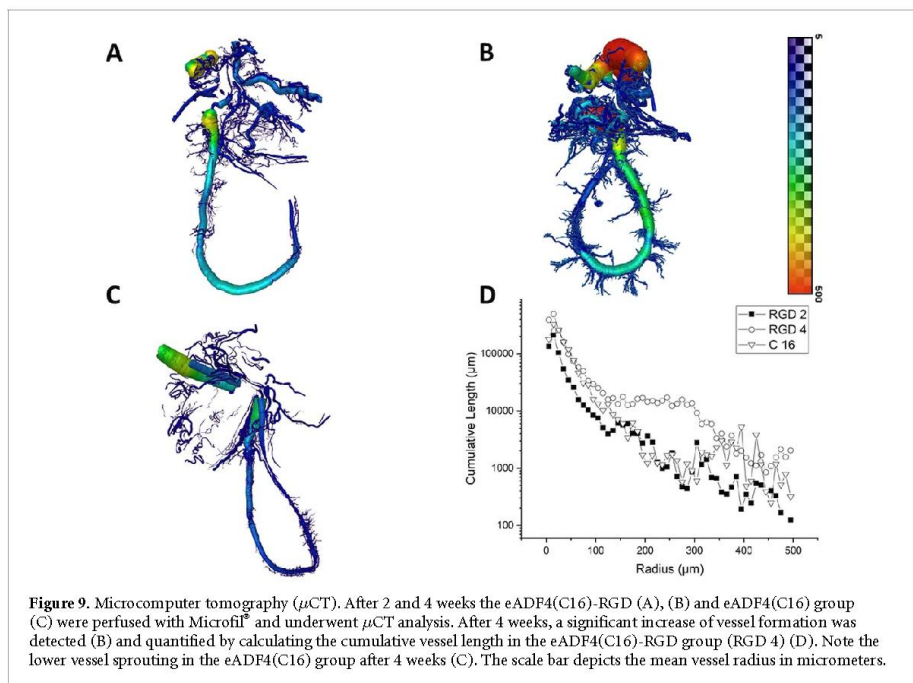 A
B
5
500
C
D
RGD 2
RGD 4
C 16
Cumulative Length (μm)
100000
10000
1000
100
0
100
200
300
400
500
Radius (μm)
Figure 9. Microcomputer tomography (μCT). After 2 and 4 weeks the eADF4(C16)-RGD (A), (B) and eADF4(C16) group
(C) were perfused with Microfil® and underwent μCT analysis. After 4 weeks, a significant increase of vessel formation was
detected (B) and quantified by calculating the cumulative vessel length in the eADF4(C16)-RGD group (RGD 4) (D). Note the
lower vessel sprouting in the eADF4(C16) group after 4 weeks (C). The scale bar depicts the mean vessel radius in micrometers.